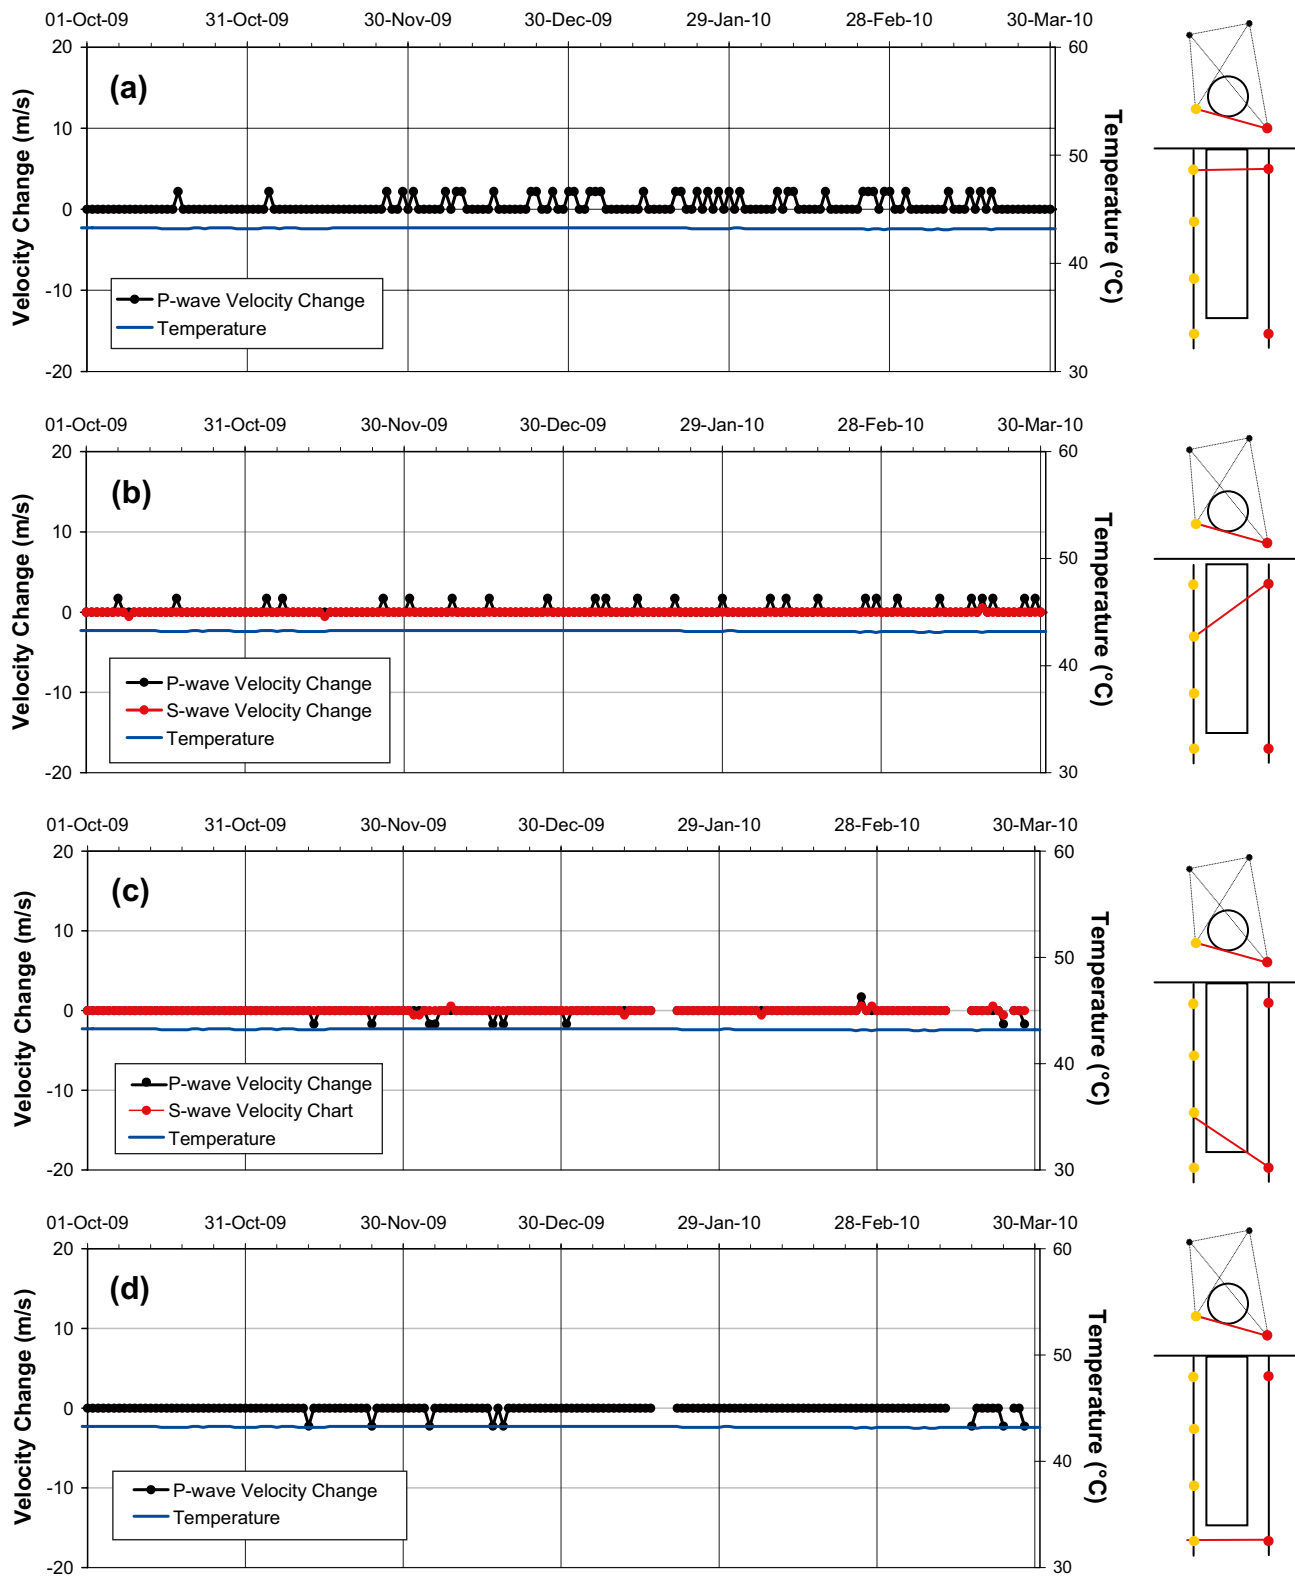 01-Oct-09 31-Oct-09 30-Nov-09 30-Dec-09 29-Jan-10 28-Feb-10 30-Mar-10
20
10
0
-10
-20
Velocity Change (m/s)
(a)
P-wave Velocity Change
Temperature
60
50
40
30
Temperature (°C)
01-Oct-09 31-Oct-09 30-Nov-09 30-Dec-09 29-Jan-10 28-Feb-10 30-Mar-10
20
10
0
-10
-20
Velocity Change (m/s)
(b)
P-wave Velocity Change
S-wave Velocity Change
Temperature
60
50
40
30
Temperature (°C)
01-Oct-09 31-Oct-09 30-Nov-09 30-Dec-09 29-Jan-10 28-Feb-10 30-Mar-10
20
10
0
-10
-20
Velocity Change (m/s)
(c)
P-wave Velocity Change
S-wave Velocity Chart
Temperature
60
50
40
30
Temperature (°C)
01-Oct-09 31-Oct-09 30-Nov-09 30-Dec-09 29-Jan-10 28-Feb-10 30-Mar-10
20
10
0
-10
-20
Velocity Change (m/s)
(d)
P-wave Velocity Change
Temperature
60
50
40
30
Temperature (°C)